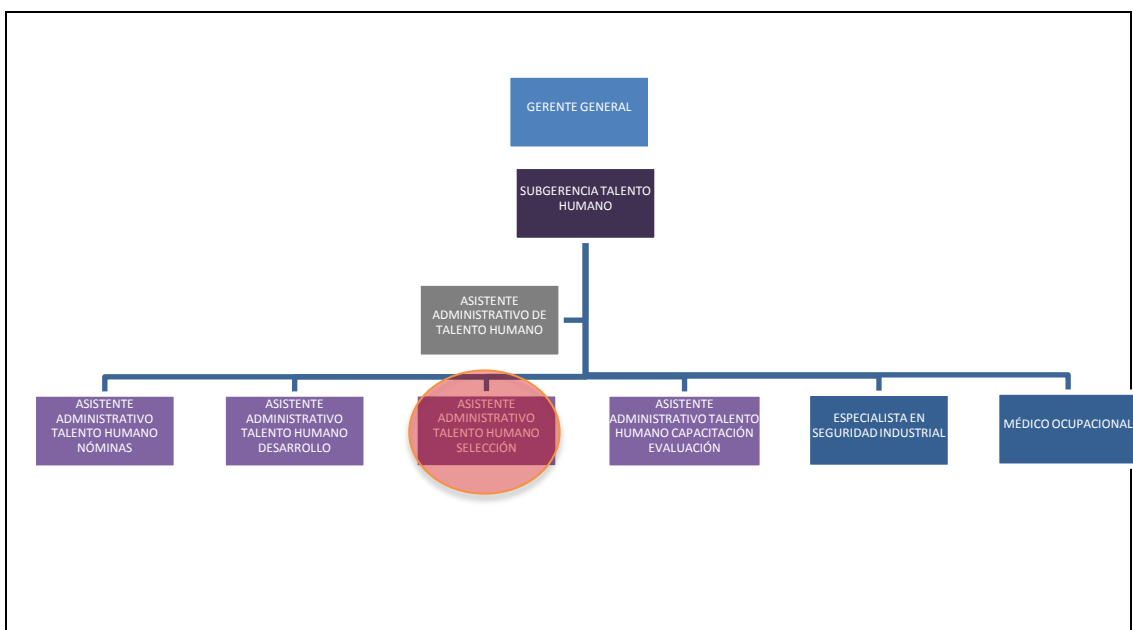 GERENTE GENERAL
SUBGERENCIA TALENTO
HUMANO
ASISTENTE
ADMINISTRATIVO DE
TALENTO HUMANO
ASISTENTE
ADMINISTRATIVO
TALENTO HUMANO
NÓMINAS
ASISTENTE
ADMINISTRATIVO
TALENTO HUMANO
DESARROLLO
ASISTENTE
ADMINISTRATIVO
TALENTO HUMANO
SELECCIÓN
ASISTENTE
ADMINISTRATIVO TALENTO
HUMANO CAPACITACIÓN
EVALUACIÓN
ESPECIALISTA EN
SEGURIDAD INDUSTRIAL
MÉDICO OCUPACIONAL